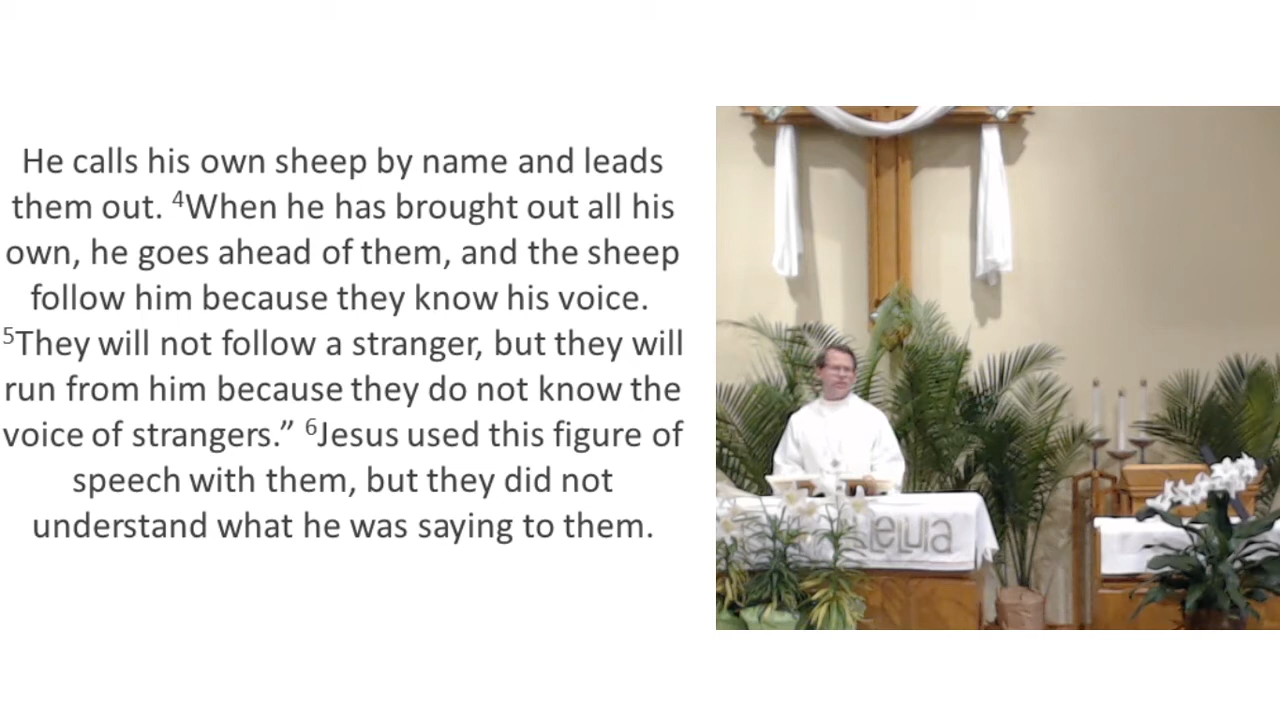 He calls his own sheep by name and leads
them out. ⁴When he has brought out all his
own, he goes ahead of them, and the sheep
follow him because they know his voice.
⁵They will not follow a stranger, but they will
run from him because they do not know the
voice of strangers.” ⁶Jesus used this figure of
speech with them, but they did not
understand what he was saying to them.